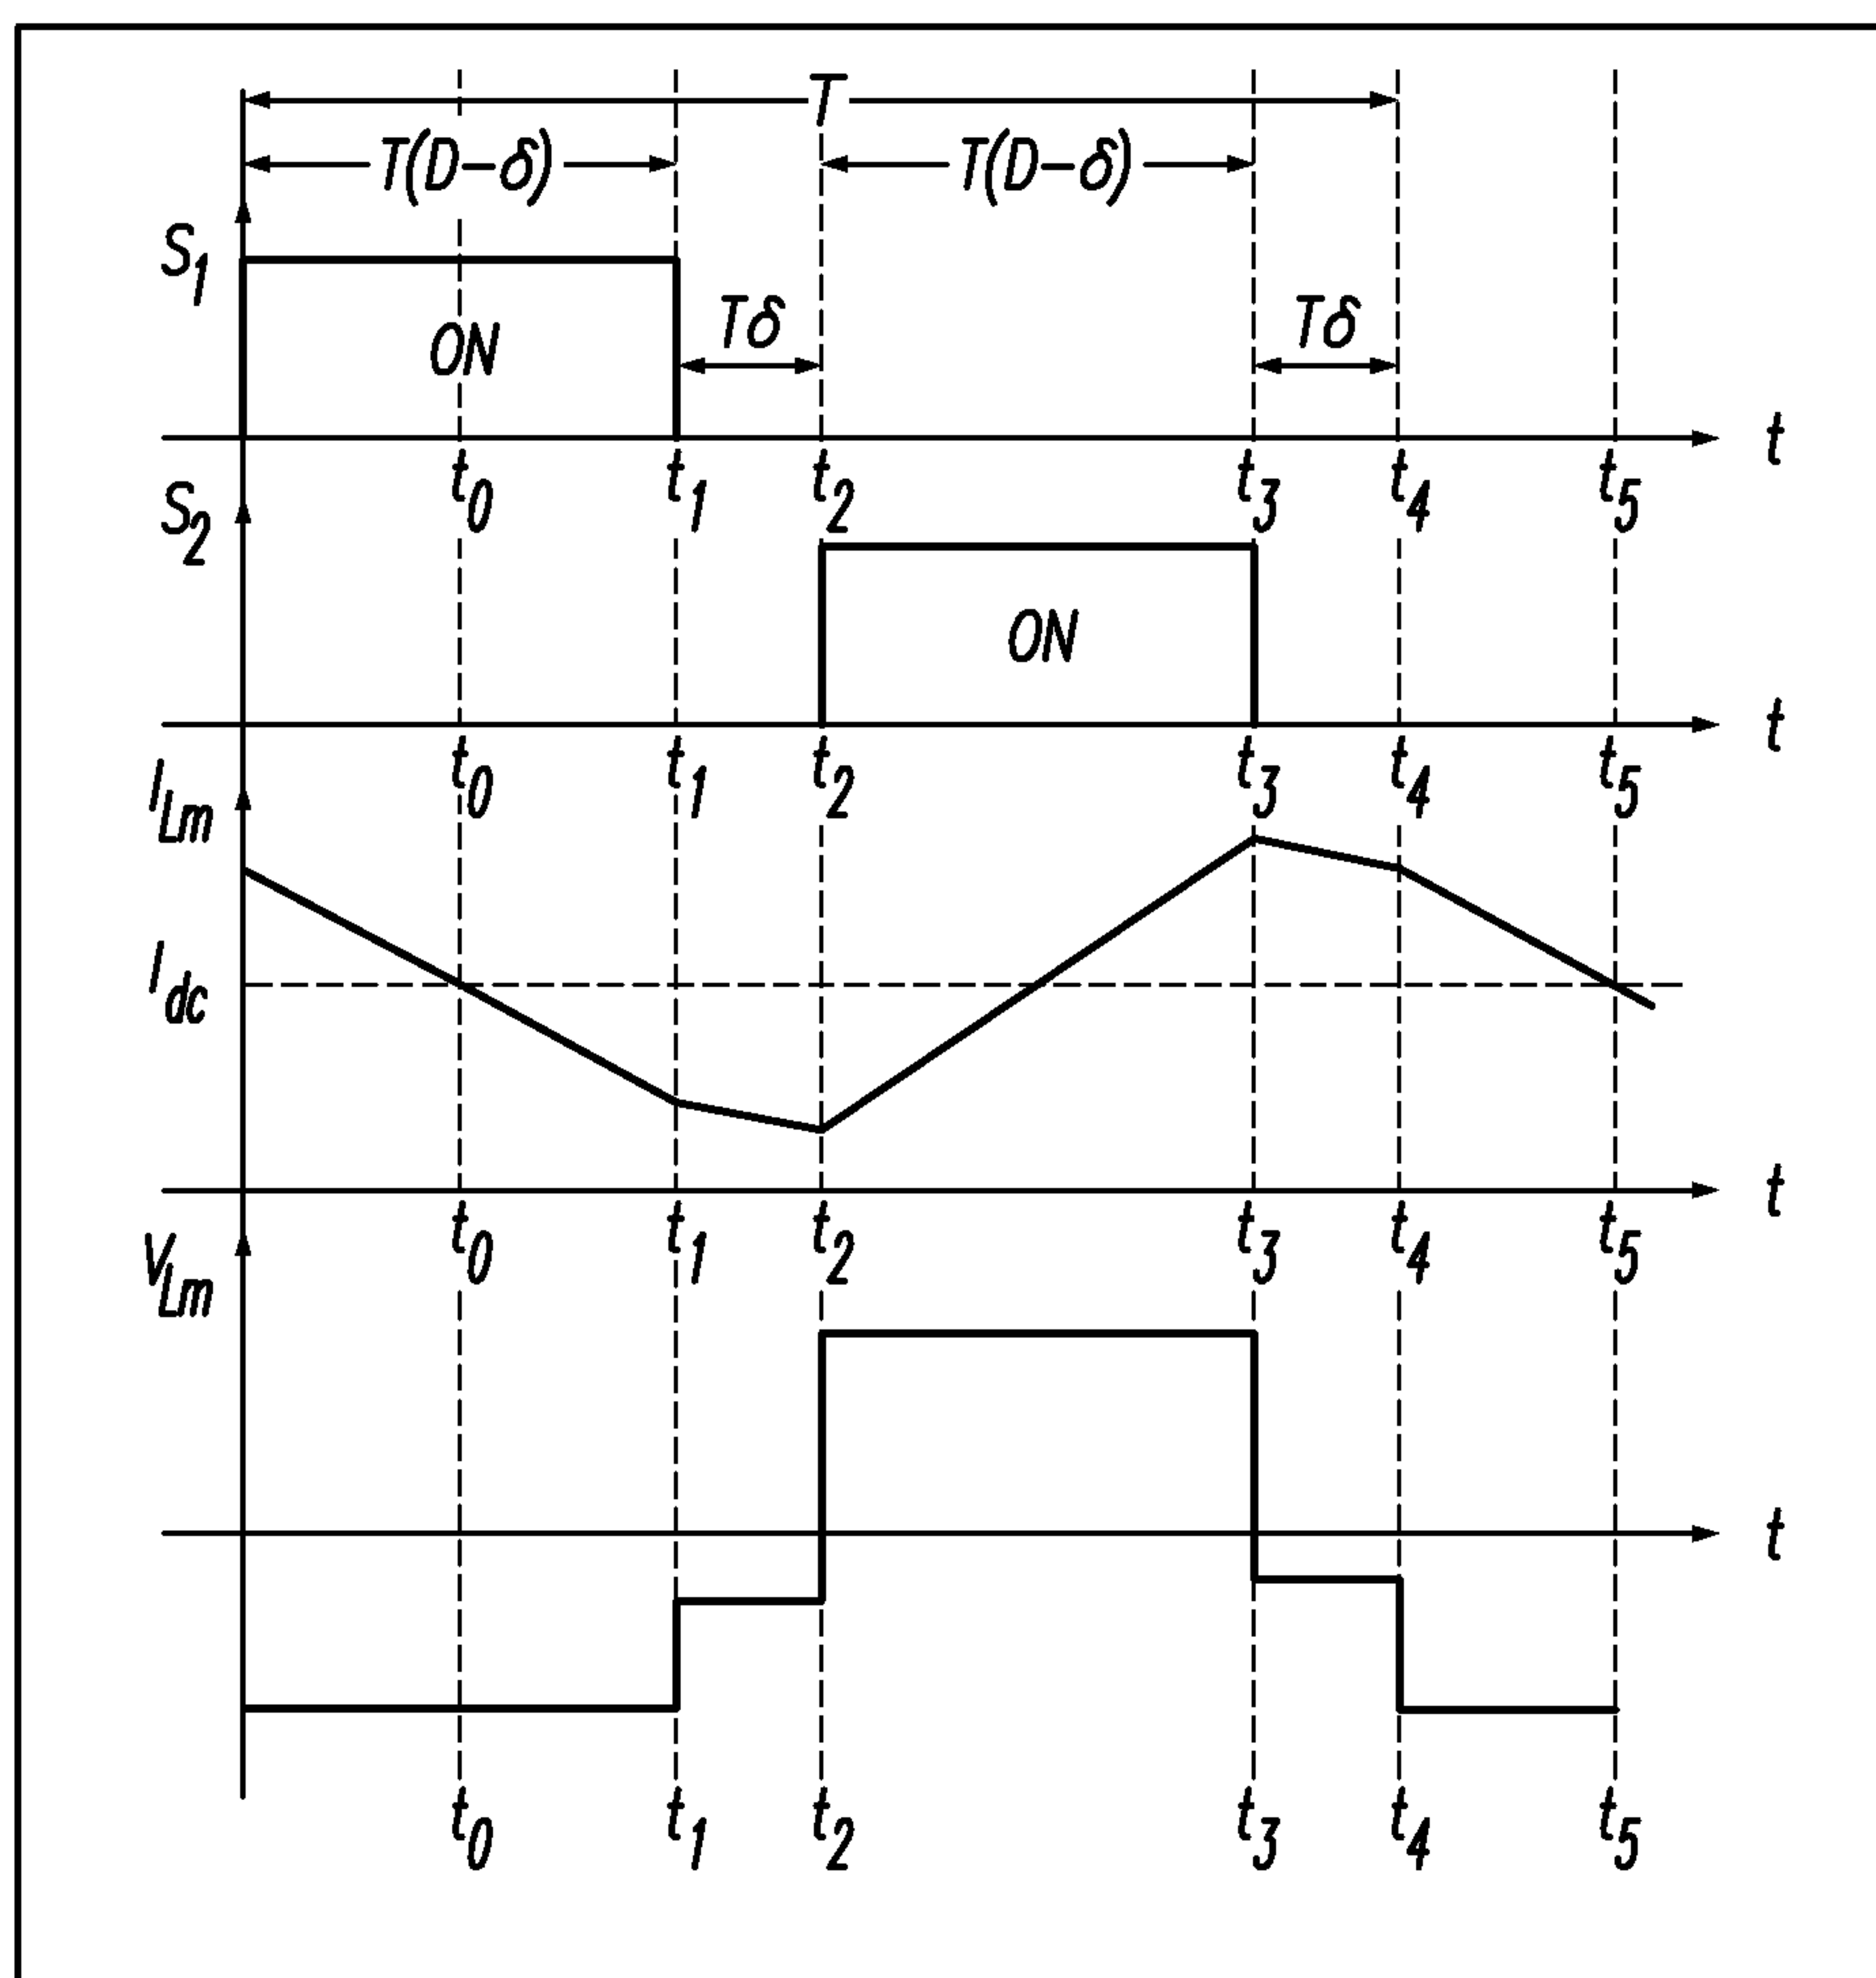 T
T(D−δ) T(D−δ)
S1
ON Tδ Tδ
t
t0 t1 t2 t3 t4 t5
S2
ON
t
t0 t1 t2 t3 t4 t5
ILm
Idc
t
t0 t1 t2 t3 t4 t5
VLm
t
t0 t1 t2 t3 t4 t5